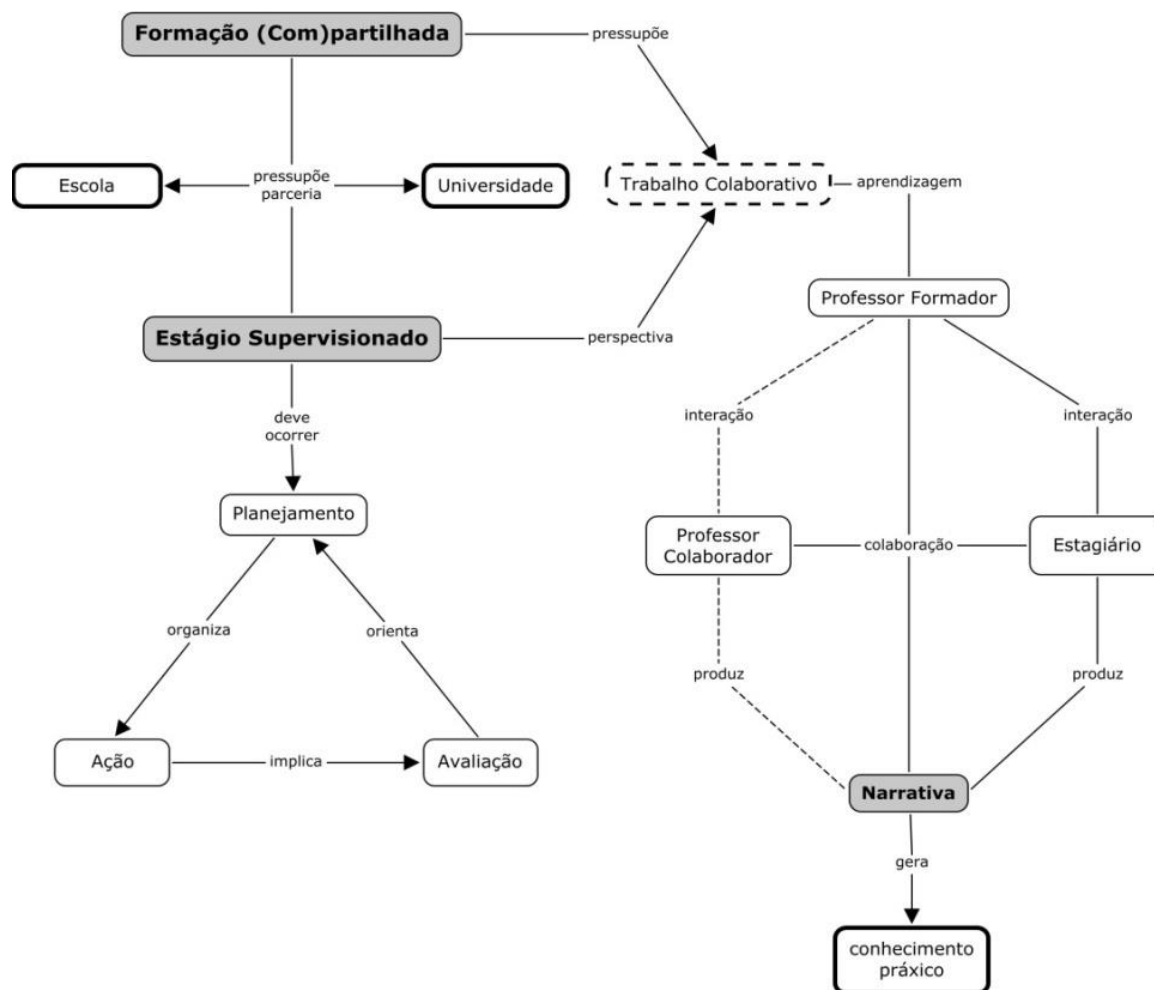 Formação (Com)partilhada
pressupõe
Escola
pressupõe
parceria
Universidade
Trabalho Colaborativo
aprendizagem
Professor Formador
Estágio Supervisionado
perspectiva
deve
ocorrer
interação
interação
Planejamento
Professor
Colaborador
colaboração
Estagiário
organiza
orienta
produz
produz
Ação
implica
Avaliação
Narrativa
gera
conhecimento
práxico